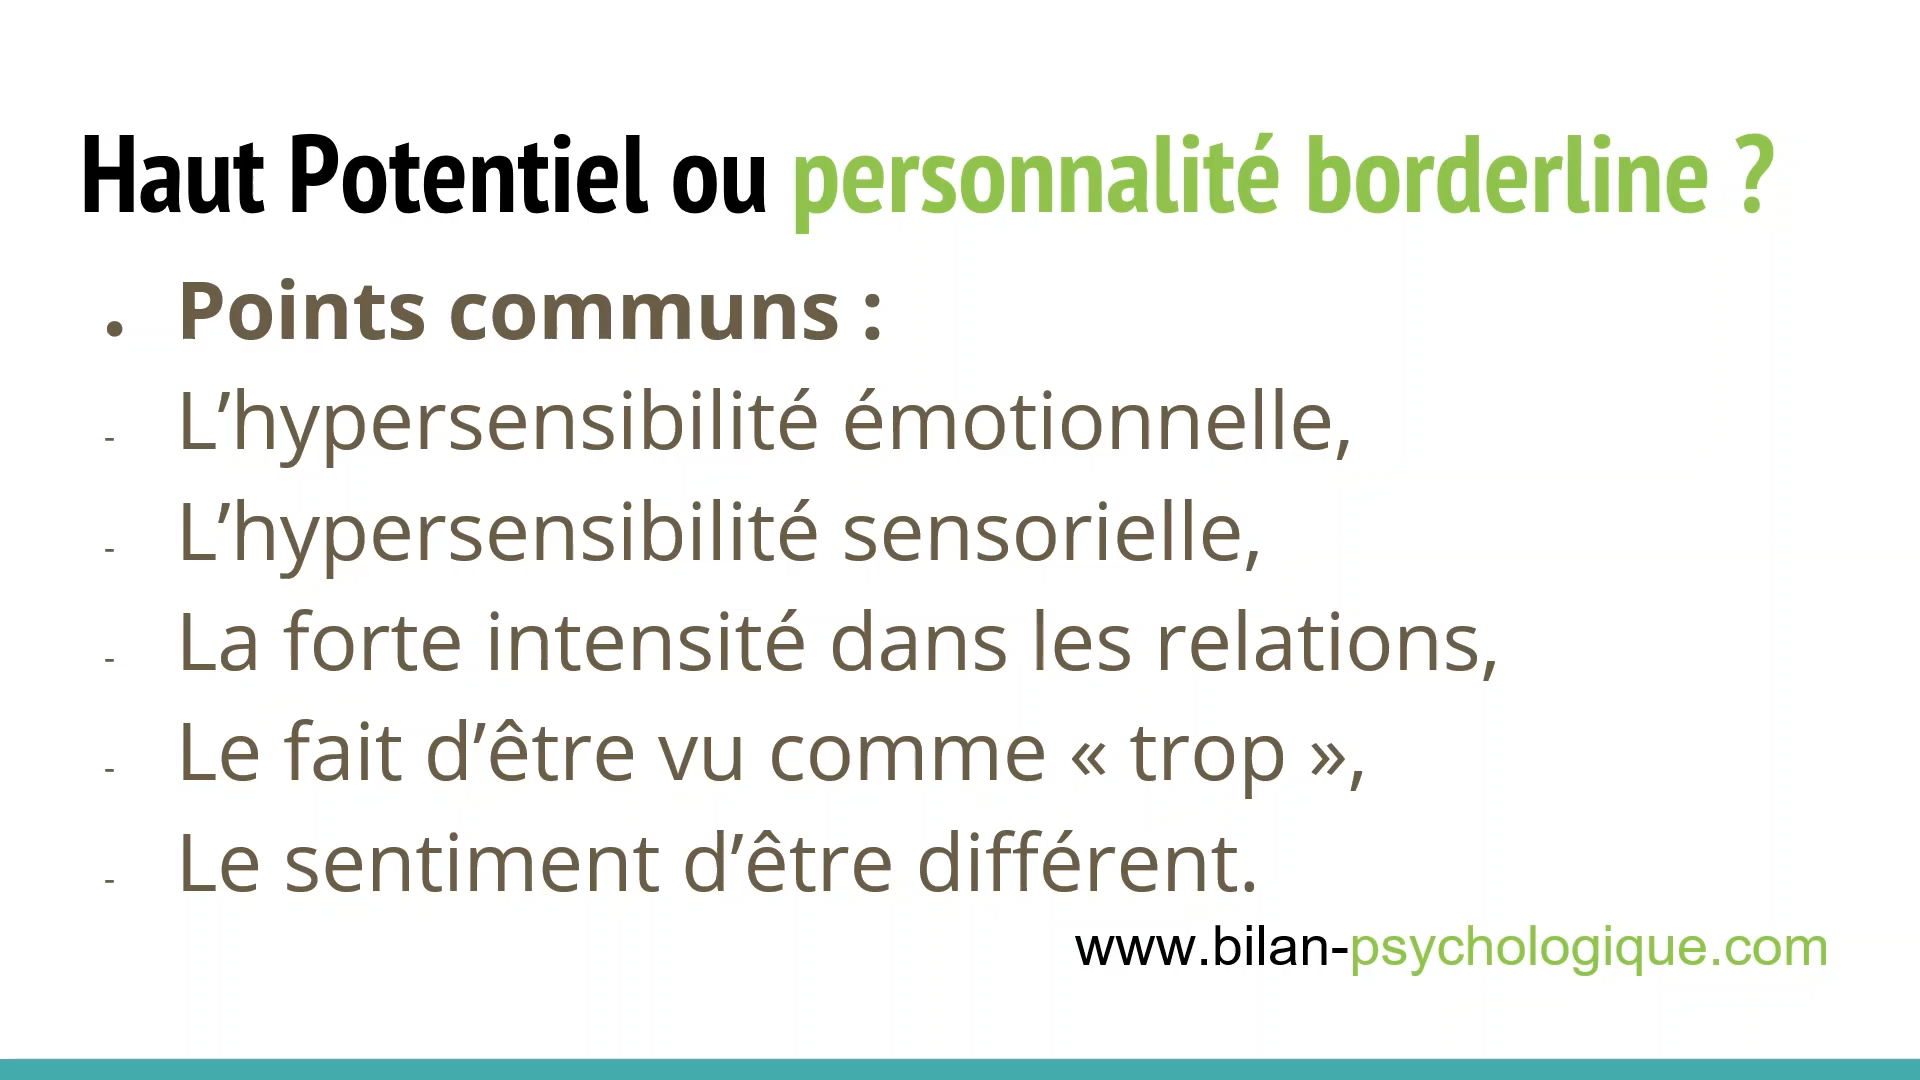 Haut Potentiel ou personnalité borderline ?
• Points communs :
- L’hypersensibilité émotionnelle,
- L’hypersensibilité sensorielle,
- La forte intensité dans les relations,
- Le fait d’être vu comme « trop »,
- Le sentiment d’être différent.
www.bilan-psychologique.com